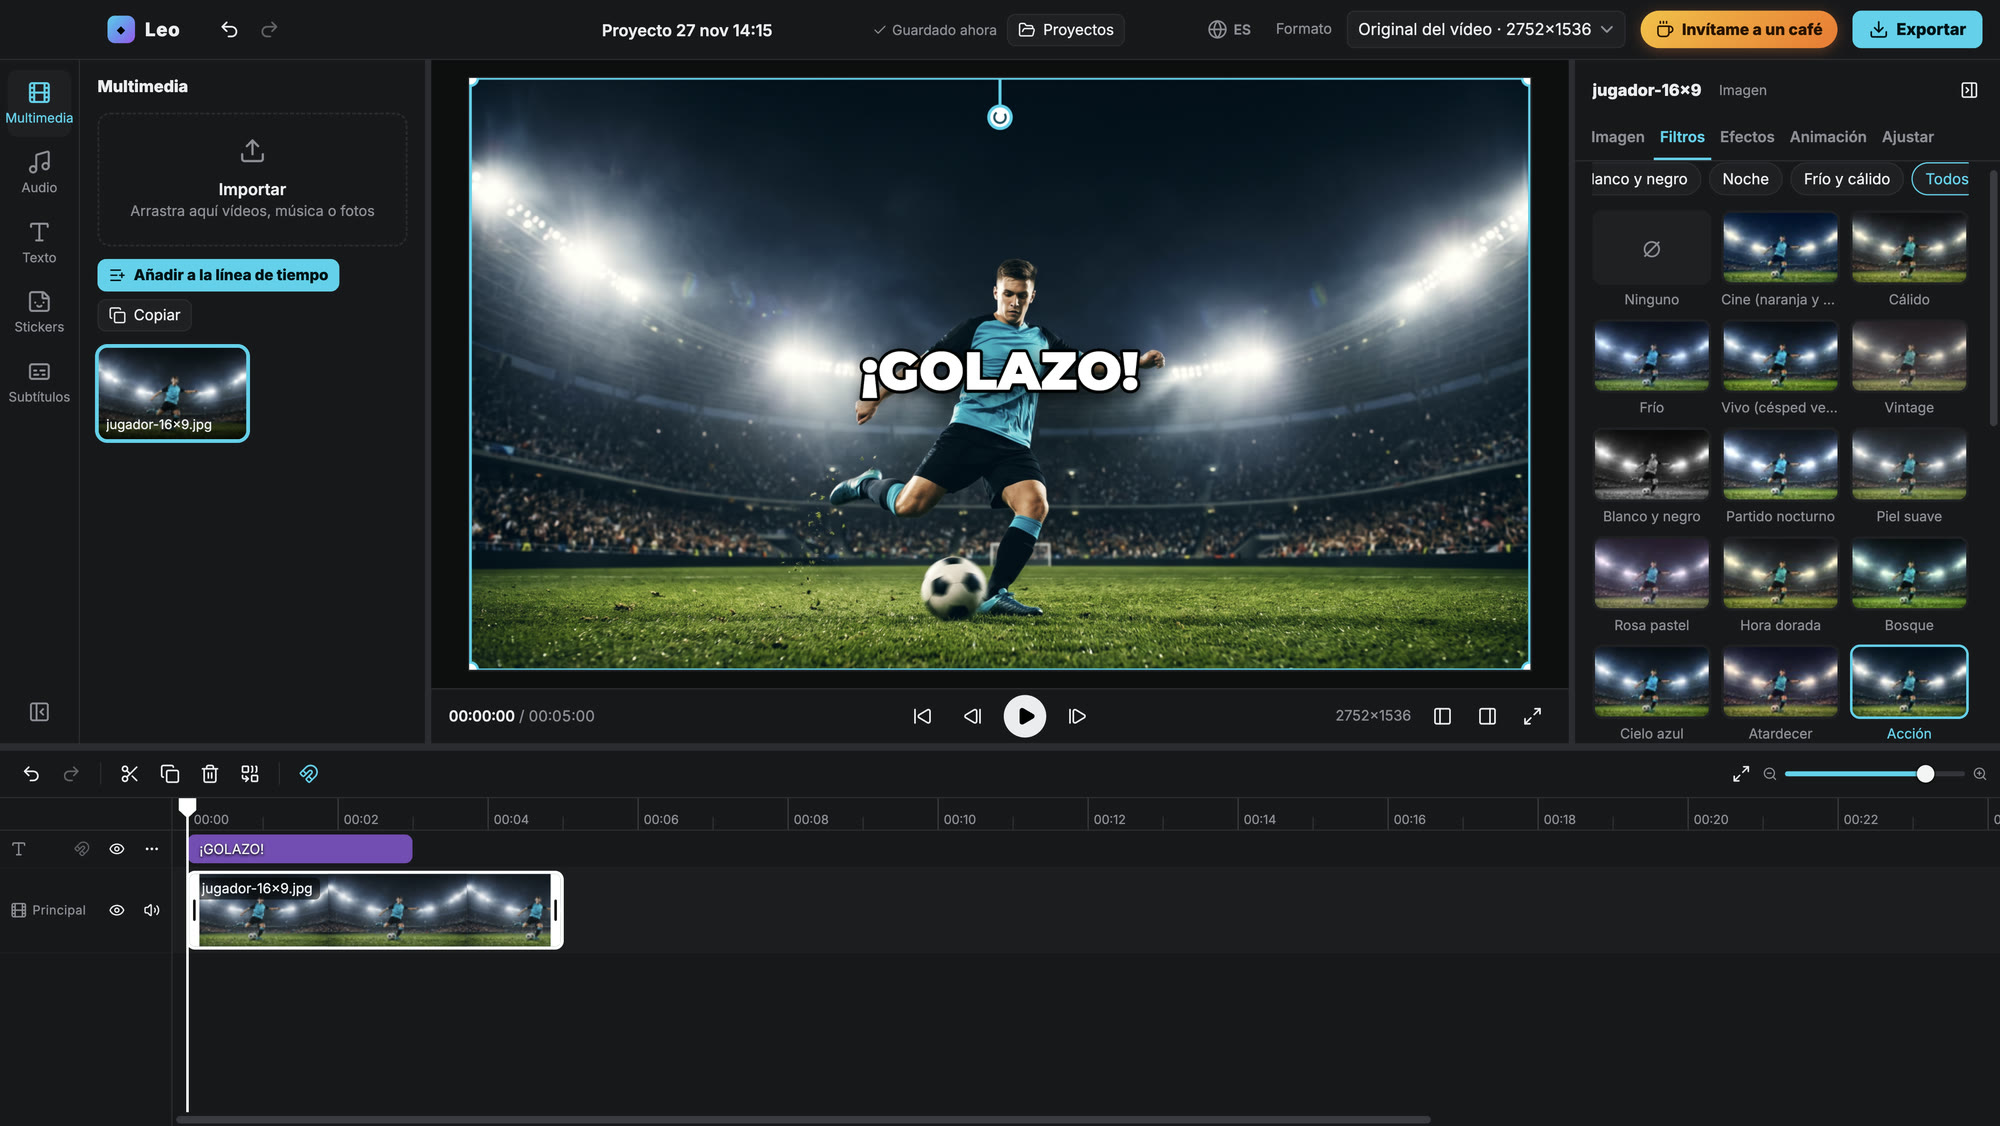 Leo
Proyecto 27 nov 14:15
Guardado ahora
Proyectos
ES
Formato
Original del vídeo · 2752×1536
Invítame a un café
Exportar
Multimedia
Audio
Texto
Stickers
Subtítulos
Multimedia
Importar
Arrastra aquí vídeos, música o fotos
Añadir a la línea de tiempo
Copiar
jugador-16×9.jpg
¡GOLAZO!
00:00:00 / 00:05:00
2752×1536
jugador-16×9 Imagen
Imagen Filtros Efectos Animación Ajustar
lanco y negro Noche Frío y cálido Todos
Ninguno Cine (naranja y ... Cálido
Frío Vivo (césped ve... Vintage
Blanco y negro Partido nocturno Piel suave
Rosa pastel Hora dorada Bosque
Cielo azul Atardecer Acción
00:00 00:02 00:04 00:06 00:08 00:10 00:12 00:14 00:16 00:18 00:20 00:22 0
¡GOLAZO!
Principal
jugador-16×9.jpg